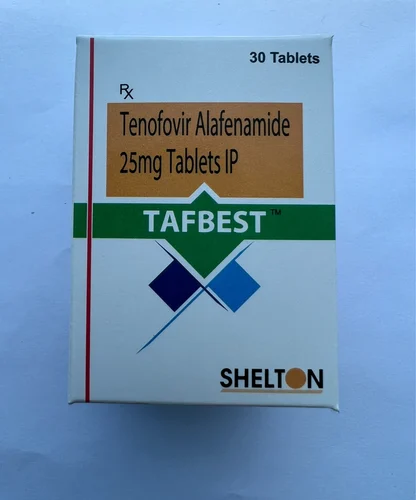 30 Tablets
Rx
Tenofovir Alafenamide
25mg Tablets IP
TAFBEST™
SHELTON